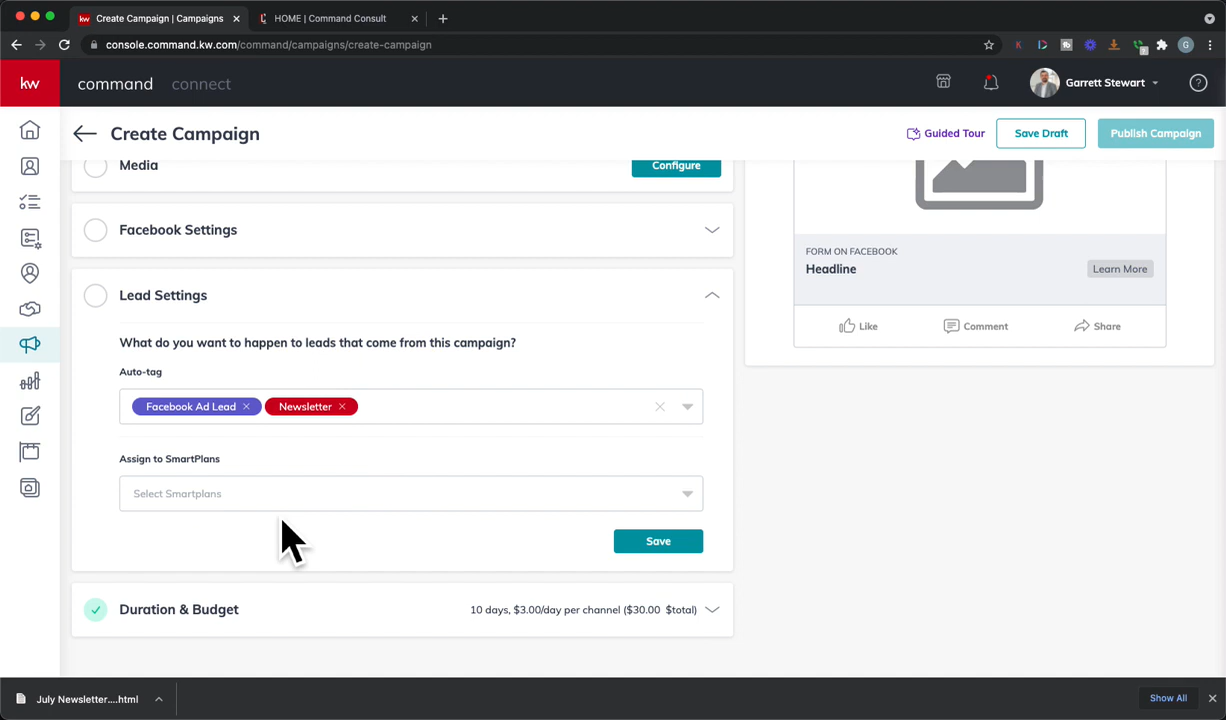 Create Campaign | Campaigns
HOME | Command Consult
console.command.kw.com/command/campaigns/create-campaign
kw
command
connect
Garrett Stewart
Create Campaign
Guided Tour
Save Draft
Publish Campaign
Media
Configure
Facebook Settings
Lead Settings
What do you want to happen to leads that come from this campaign?
Auto-tag
Facebook Ad Lead
Newsletter
Assign to SmartPlans
Select Smartplans
Save
Duration & Budget
10 days, $3.00/day per channel ($30.00 $total)
FORM ON FACEBOOK
Headline
Learn More
Like
Comment
Share
July Newsletter....html
Show All